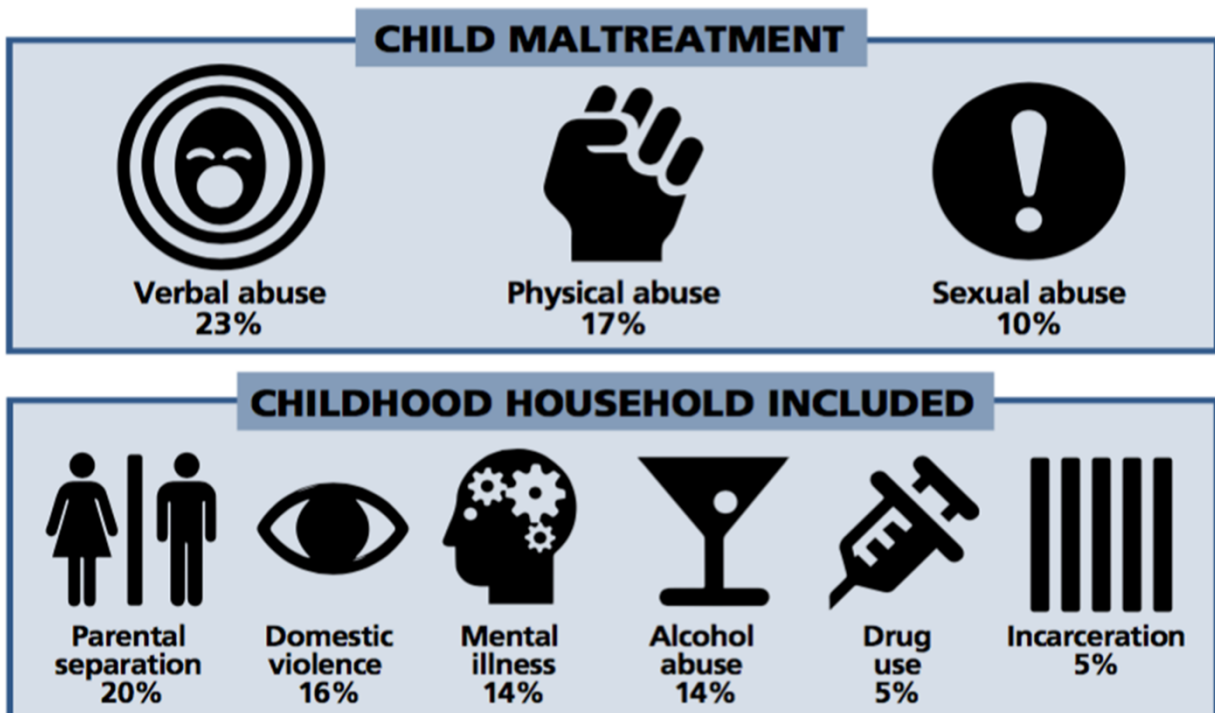 CHILD MALTREATMENT
Verbal abuse
23%
Physical abuse
17%
Sexual abuse
10%
CHILDHOOD HOUSEHOLD INCLUDED
Parental
separation
20%
Domestic
violence
16%
Mental
illness
14%
Alcohol
abuse
14%
Drug
use
5%
Incarceration
5%